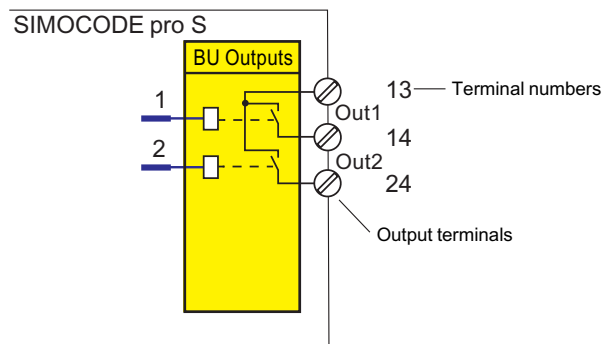 SIMOCODE pro S
BU Outputs
1
2
13
Terminal numbers
Out1
14
Out2
24
Output terminals